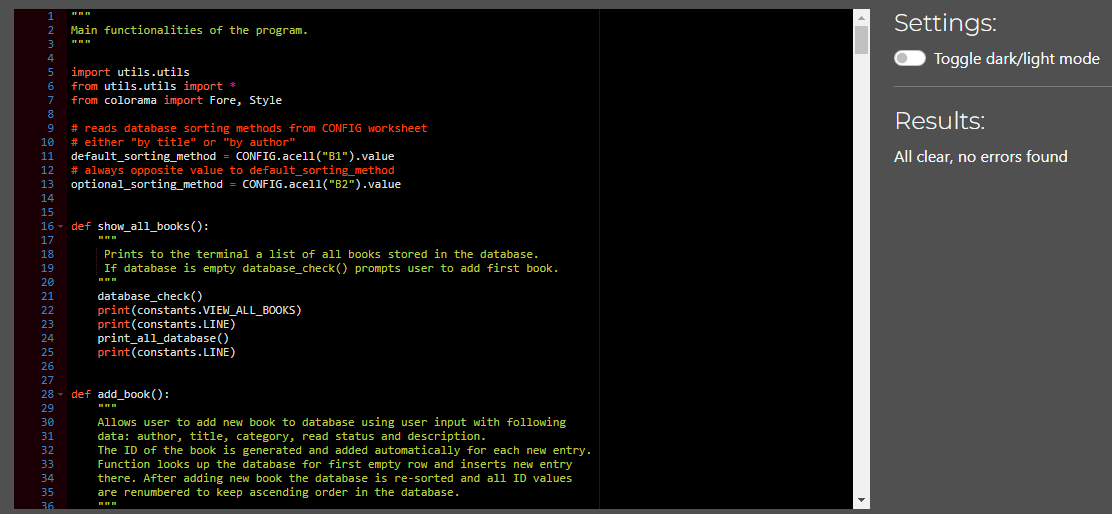 1 """
2 Main functionalities of the program.
3 """
4
5 import utils.utils
6 from utils.utils import *
7 from colorama import Fore, Style
8
9 # reads database sorting methods from CONFIG worksheet
10 # either "by title" or "by author"
11 default_sorting_method = CONFIG.acell("B1").value
12 # always opposite value to default_sorting_method
13 optional_sorting_method = CONFIG.acell("B2").value
14
15
16 def show_all_books():
17     """
18      Prints to the terminal a list of all books stored in the database.
19      If database is empty database_check() prompts user to add first book.
20     """
21     database_check()
22     print(constants.VIEW_ALL_BOOKS)
23     print(constants.LINE)
24     print_all_database()
25     print(constants.LINE)
26
27
28 def add_book():
29     """
30     Allows user to add new book to database using user input with following
31     data: author, title, category, read status and description.
32     The ID of the book is generated and added automatically for each new entry.
33     Function looks up the database for first empty row and inserts new entry
34     there. After adding new book the database is re-sorted and all ID values
35     are renumbered to keep ascending order in the database.
36     """
Settings:
Toggle dark/light mode
Results:
All clear, no errors found